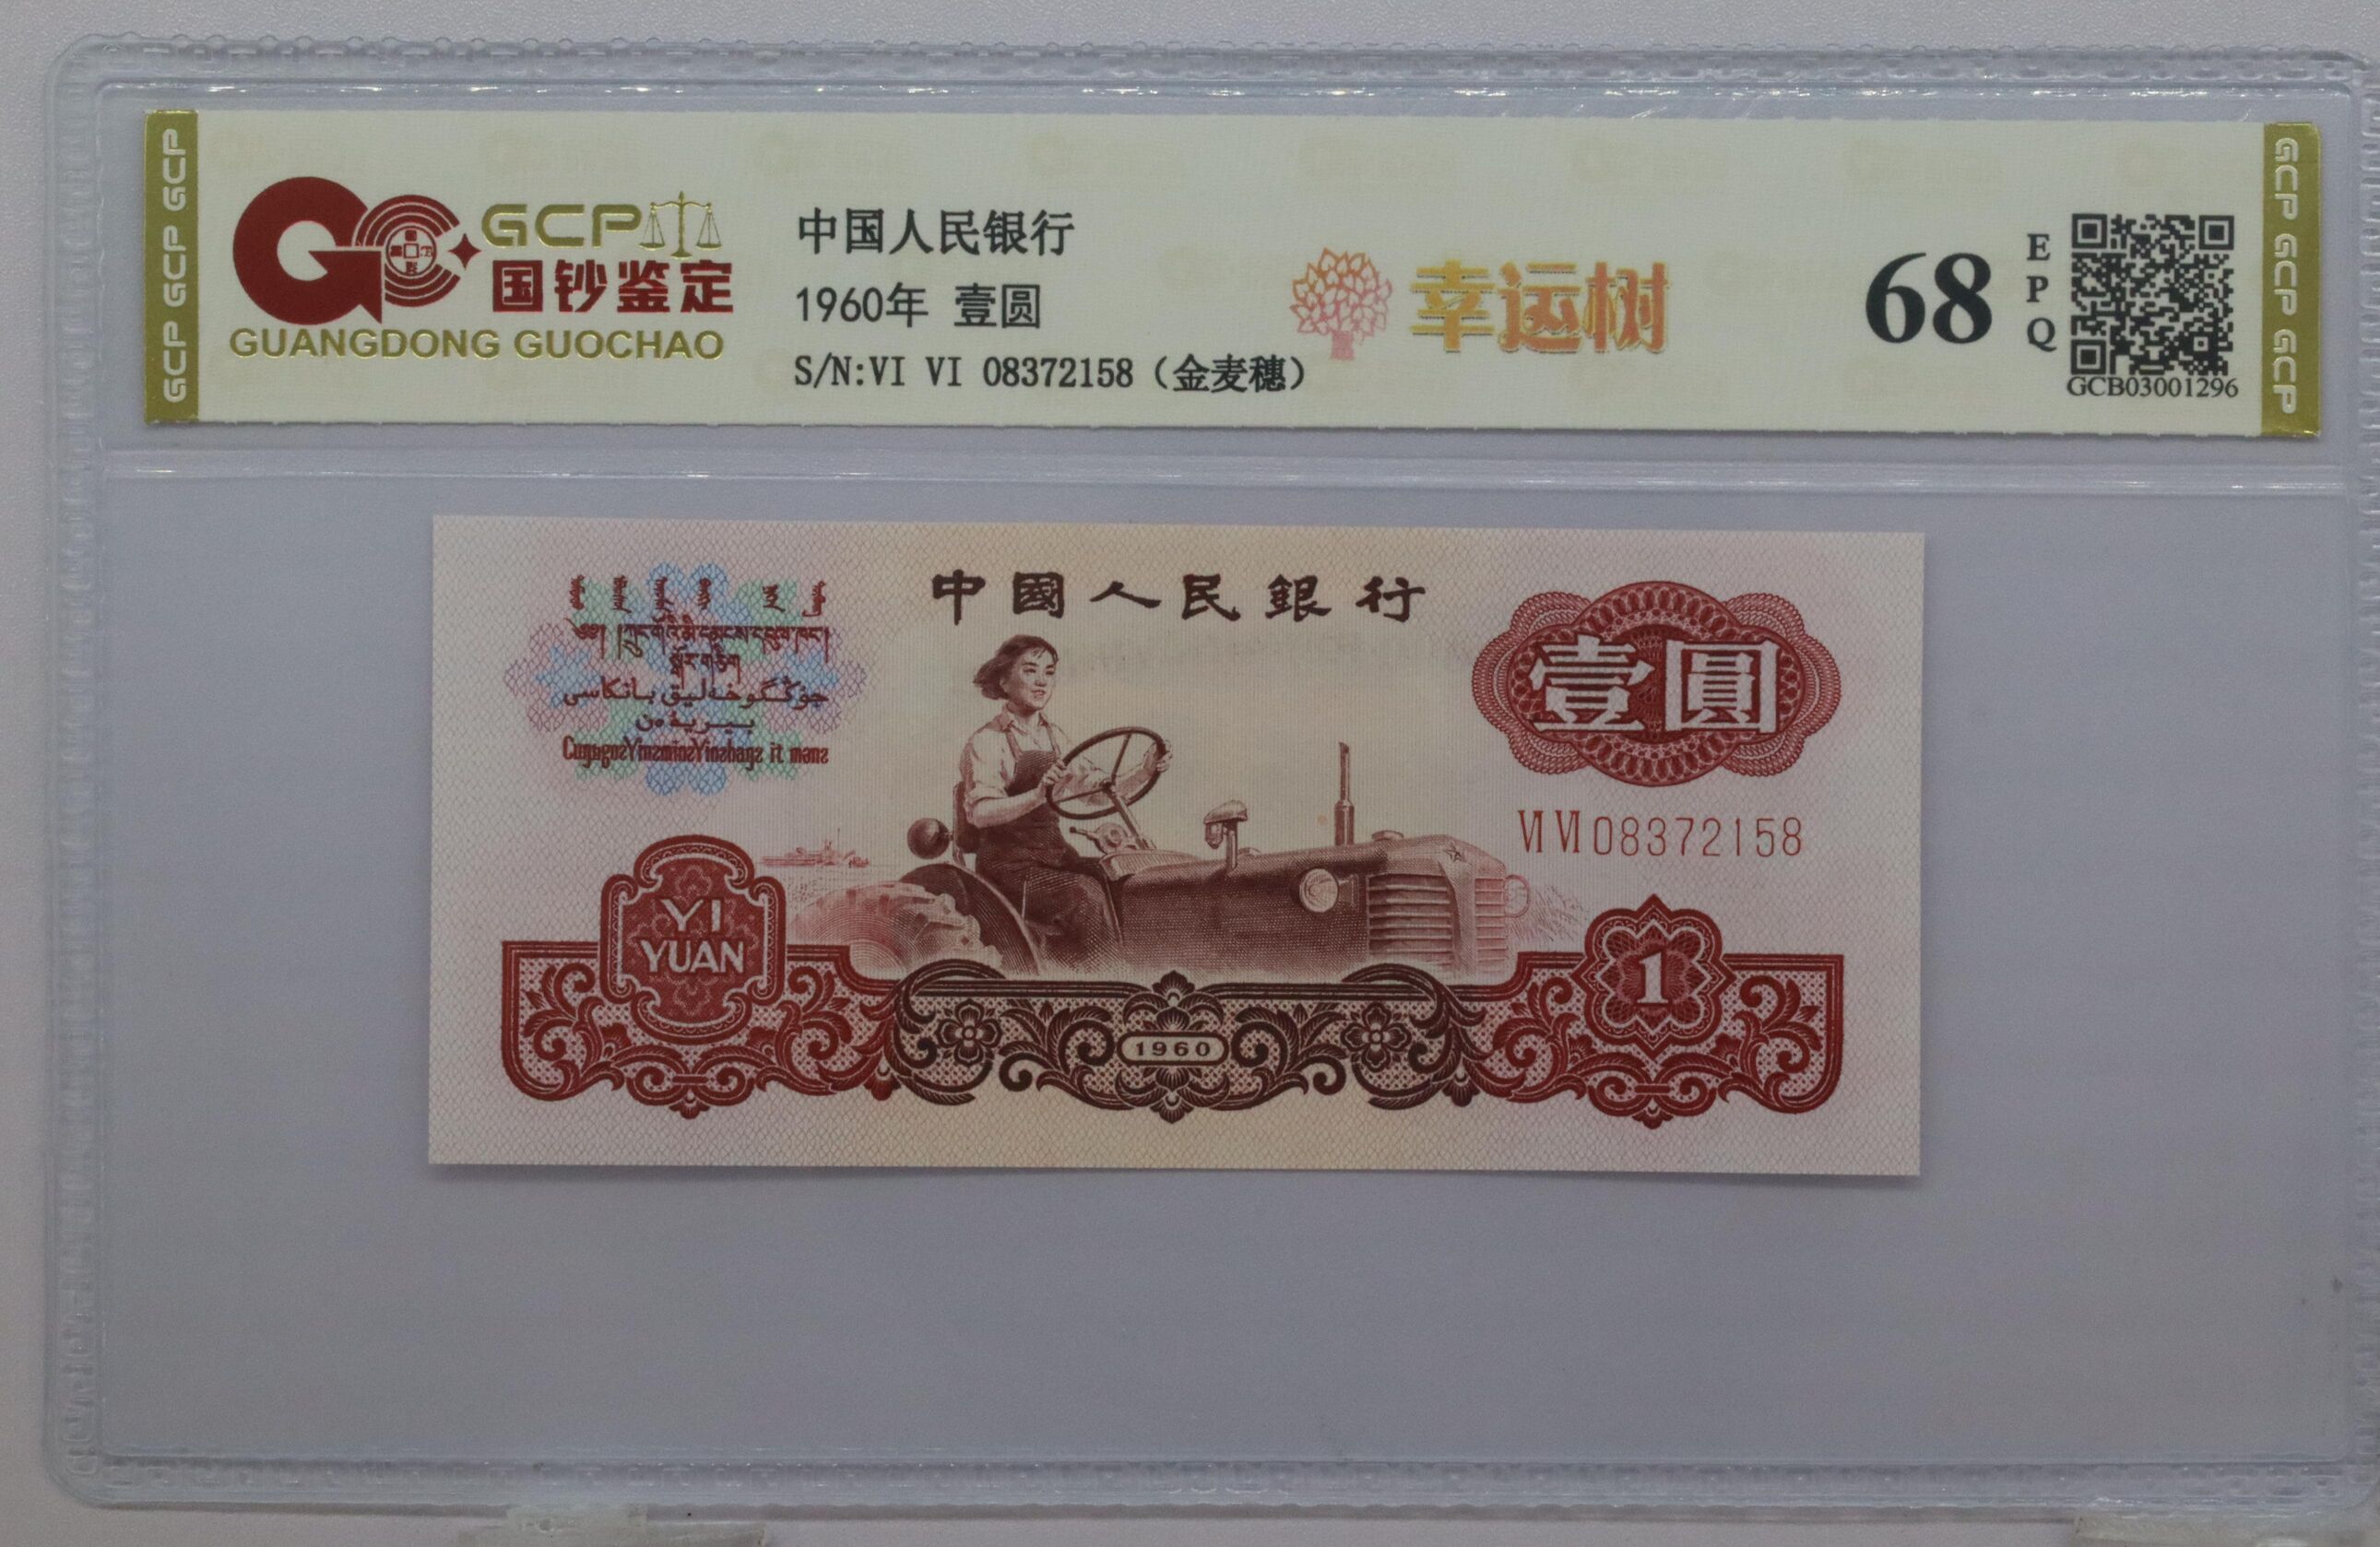 GCP GCP GCP
GCP
国钞鉴定
GUANGDONG GUOCHAO
中国人民银行
1960年 壹圆
S/N:VI VI 08372158（金麦穗）
幸运树
68
EPQ
GCB03001296
GCP GCP GCP
中國人民銀行
壹圓
VI VI 08372158
YI
YUAN
1
1960